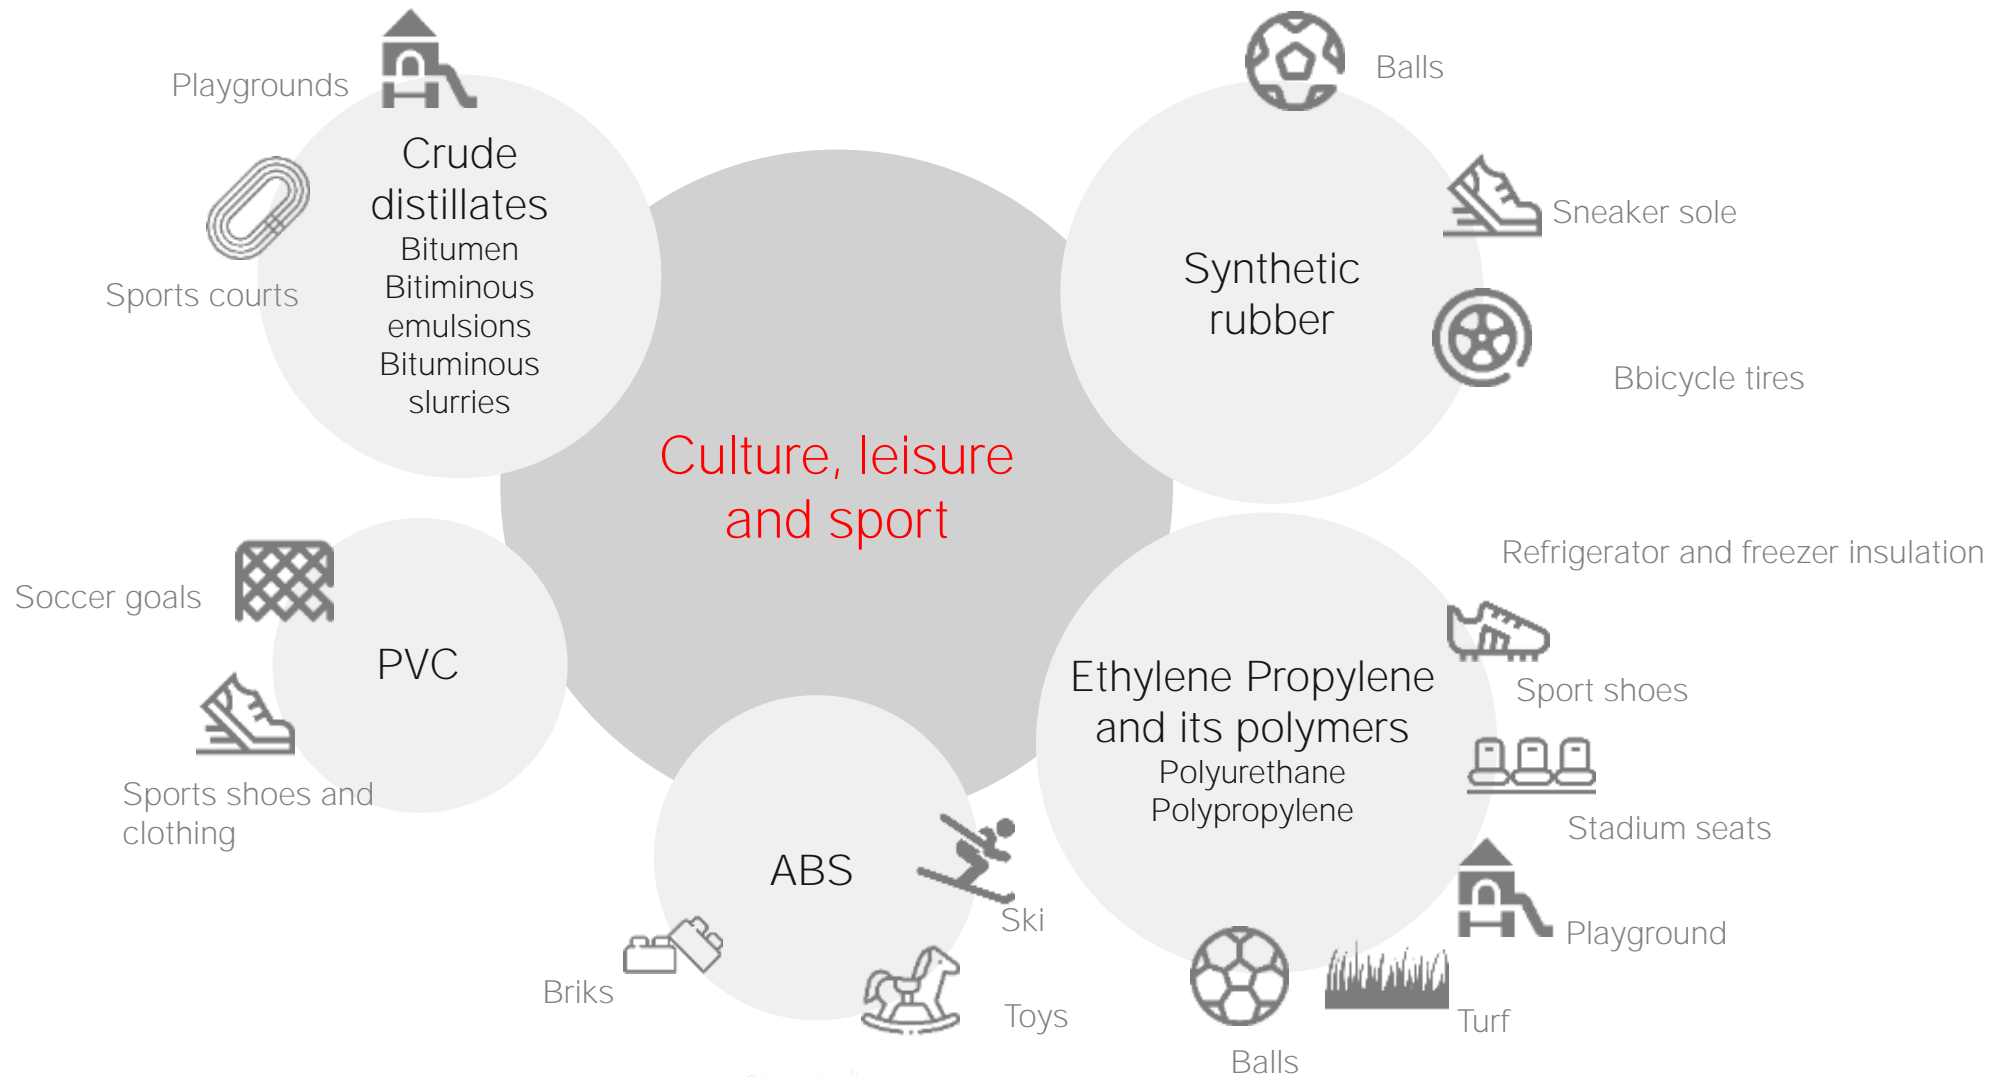 Playgrounds
Sports courts
Crude
distillates
Bitumen
Bitiminous
emulsions
Bituminous
slurries
Balls
Sneaker sole
Bbicycle tires
Synthetic
rubber
Culture, leisure
and sport
Soccer goals
PVC
Sports shoes and
clothing
Refrigerator and freezer insulation
Sport shoes
Stadium seats
Playground
Turf
Balls
Ethylene Propylene
and its polymers
Polyurethane
Polypropylene
ABS
Ski
Briks
Toys